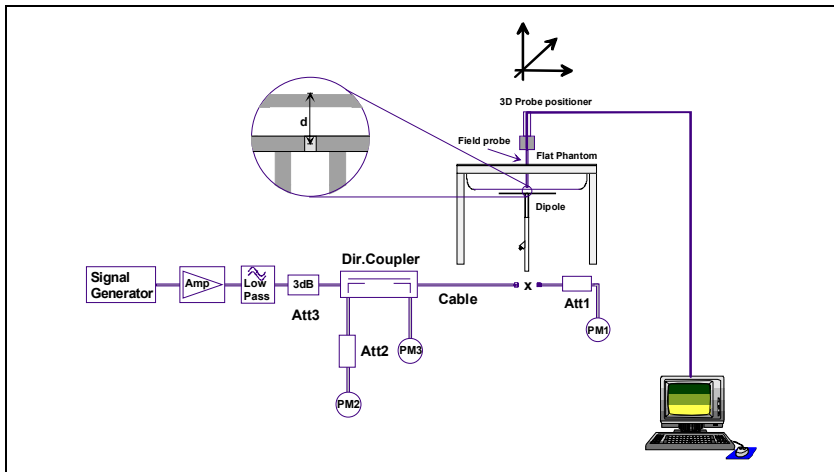 3D Probe positioner
d
Field probe
Flat Phantom
Dipole
Dir.Coupler
Signal
Generator
Amp
Low
Pass
3dB
Cable
x
Att1
Att3
Att2
PM3
PM1
PM2